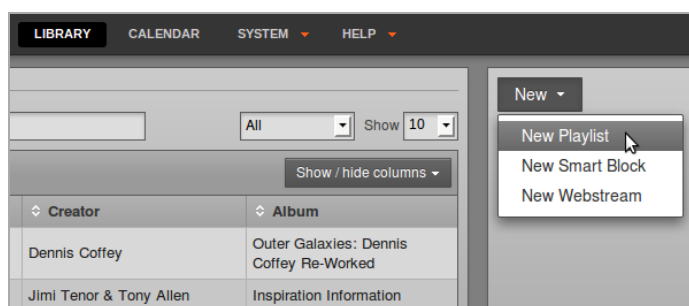 LIBRARY CALENDAR SYSTEM HELP
New
All Show 10
New Playlist
Show / hide columns
New Smart Block
New Webstream
Creator Album
Dennis Coffey Outer Galaxies: Dennis
Coffey Re-Worked
Jimi Tenor & Tony Allen Inspiration Information